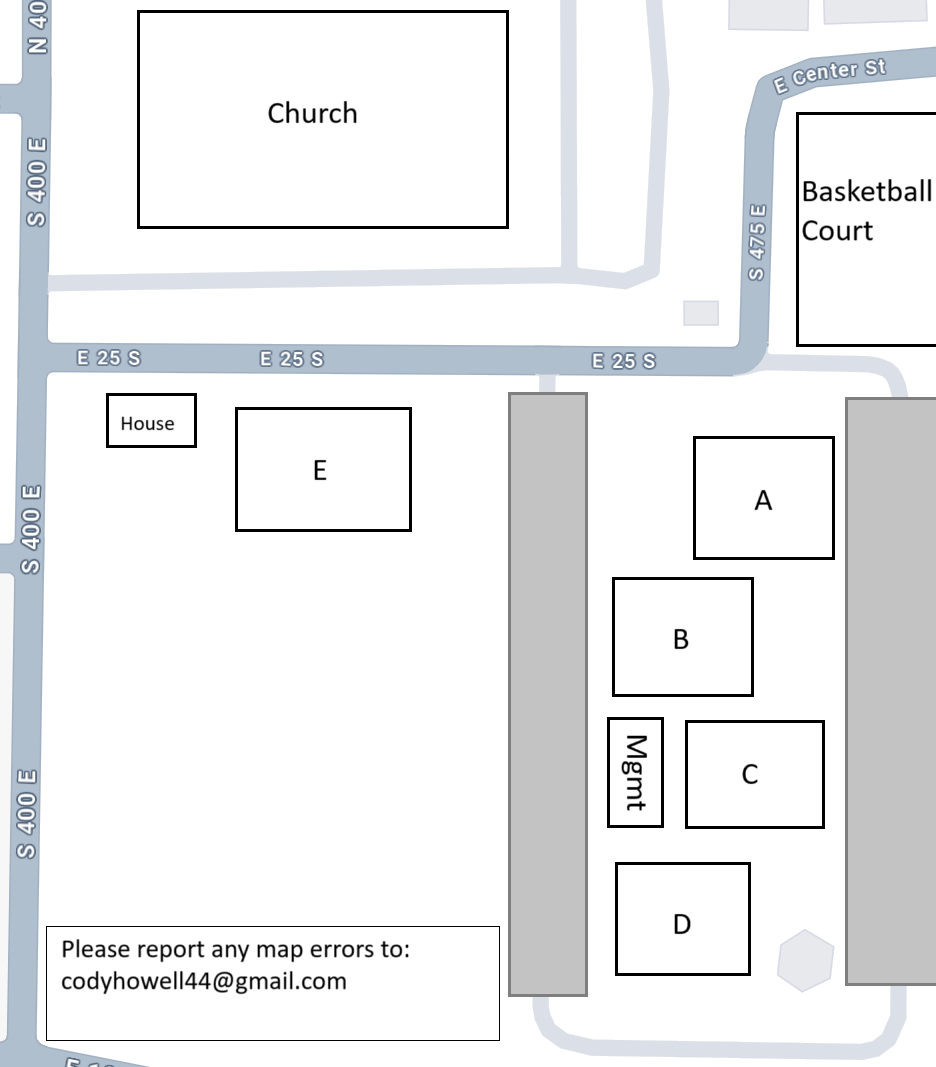 N 40
Church
E Center St
S 400 E
Basketball
Court
S 475 E
E 25 S
E 25 S
E 25 S
House
E
A
S 400 E
B
Mgmt
C
S 400 E
D
Please report any map errors to:
codyhowell44@gmail.com